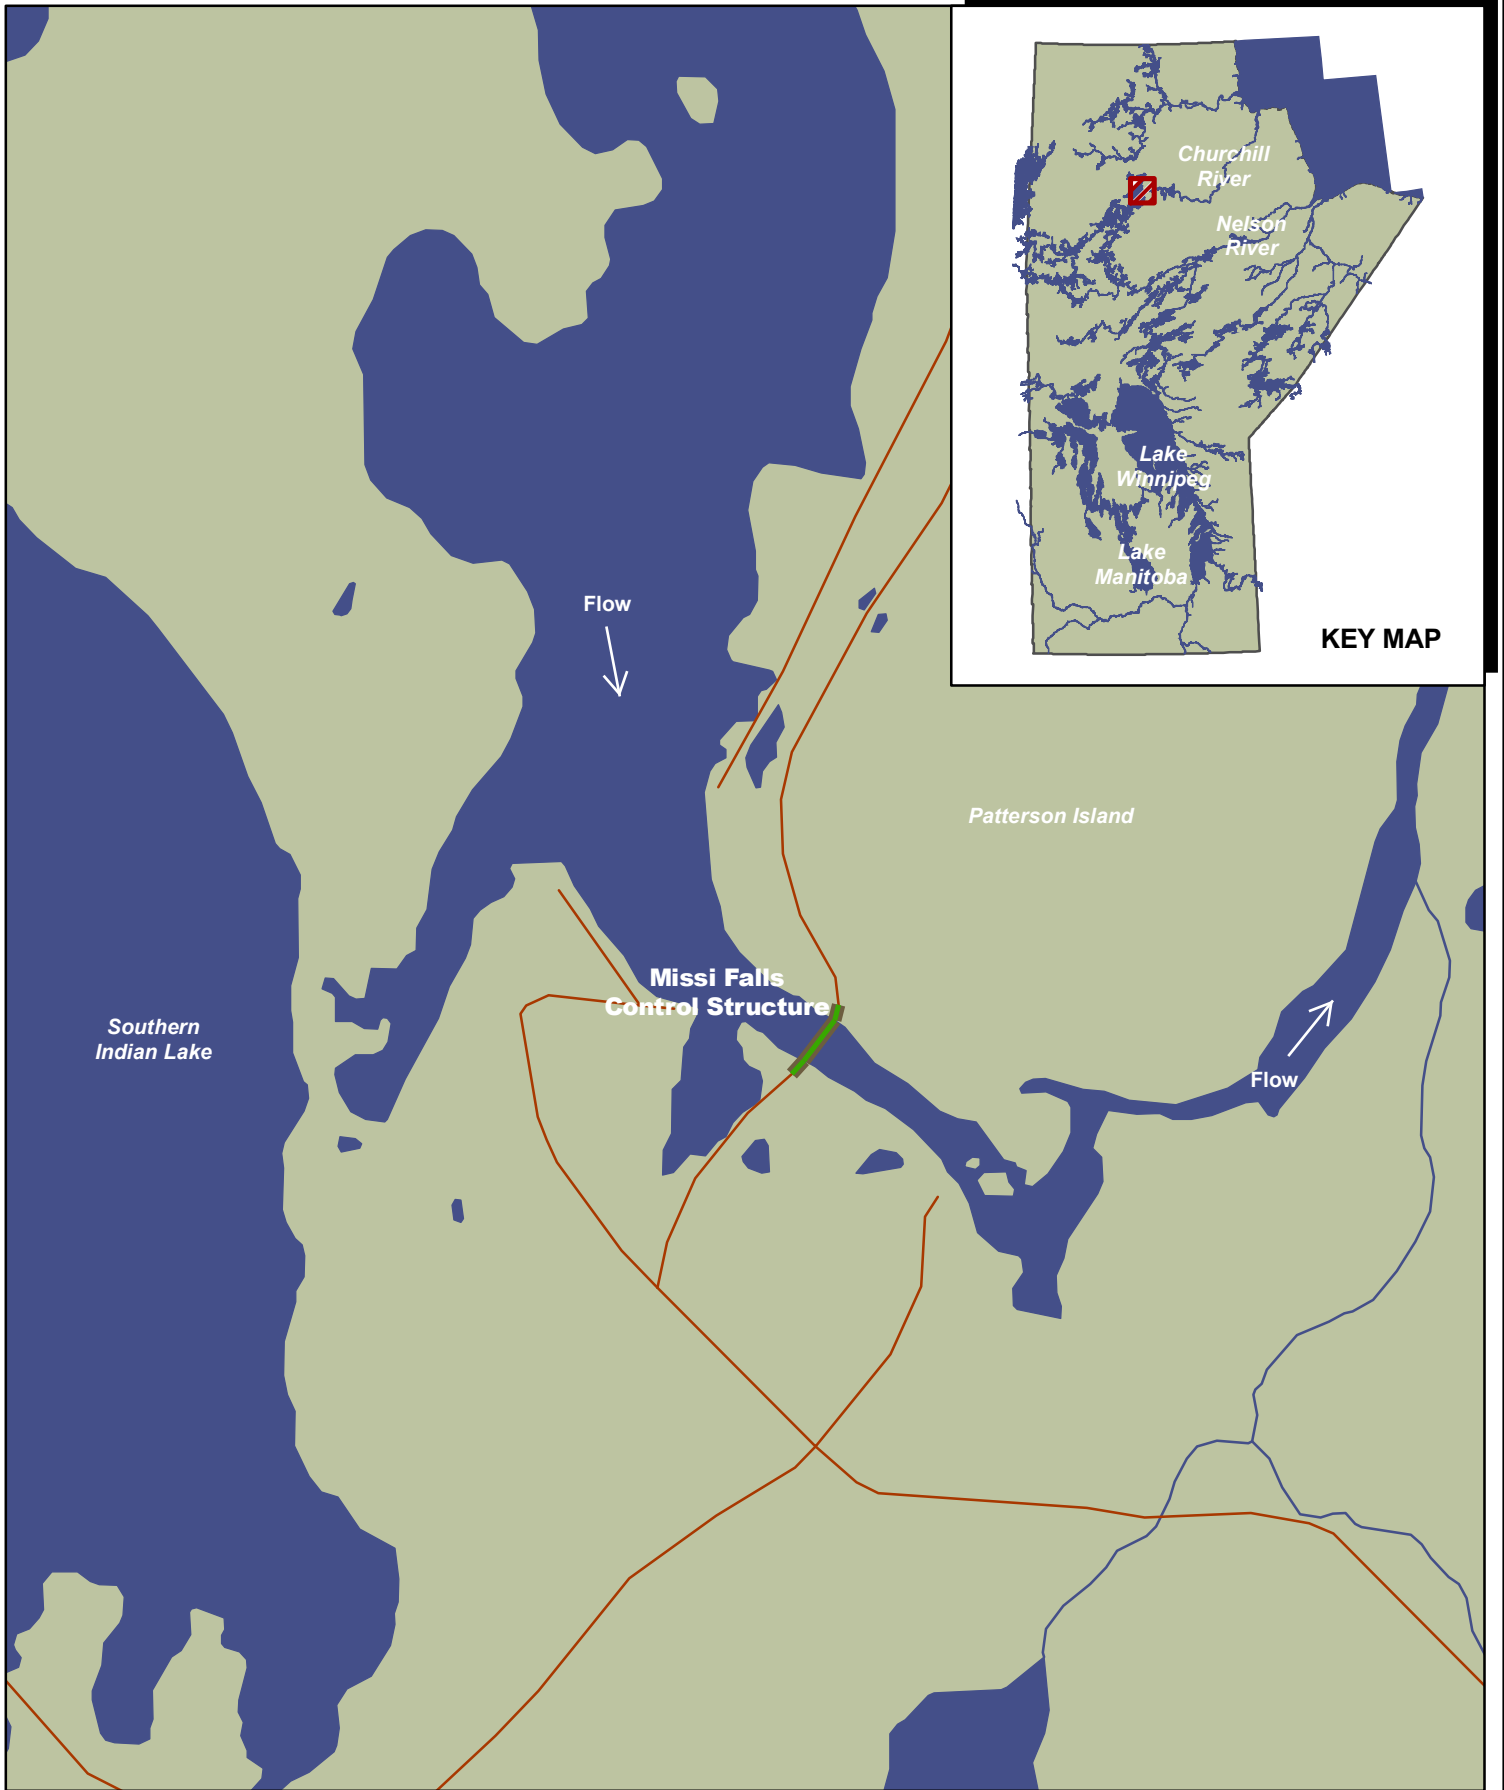 Churchill
River
Nelson
River
Lake
Winnipeg
Lake
Manitoba
KEY MAP
Flow
Patterson Island
Missi Falls
Control Structure
Southern
Indian Lake
Flow